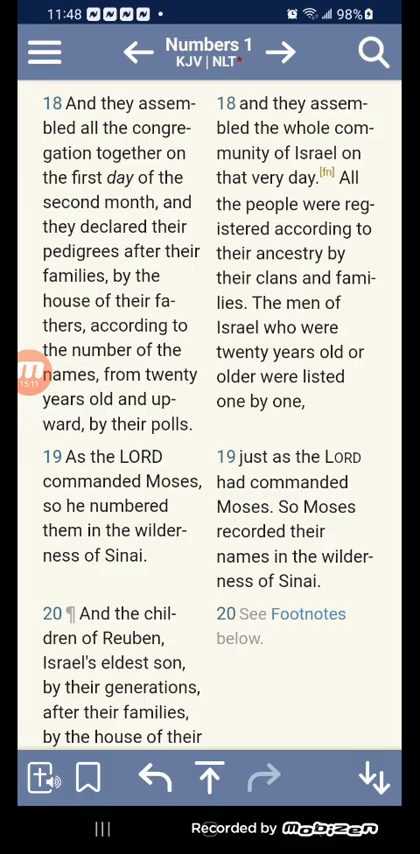 11:48 98%
Numbers 1
KJV | NLT*
18 And they assem-
bled all the congre-
gation together on
the first day of the
second month, and
they declared their
pedigrees after their
families, by the
house of their fa-
thers, according to
the number of the
names, from twenty
years old and up-
ward, by their polls.
18 and they assem-
bled the whole com-
munity of Israel on
that very day.[fn] All
the people were reg-
istered according to
their ancestry by
their clans and fami-
lies. The men of
Israel who were
twenty years old or
older were listed
one by one,
15:11
19 As the LORD
commanded Moses,
so he numbered
them in the wilder-
ness of Sinai.
19 just as the LORD
had commanded
Moses. So Moses
recorded their
names in the wilder-
ness of Sinai.
20 ¶ And the chil-
dren of Reuben,
Israel's eldest son,
by their generations,
after their families,
by the house of their
20 See Footnotes
below.
Recorded by mobizen